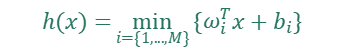 h(x) = min_{i={1,...,M}} {ω_i^T x + b_i}